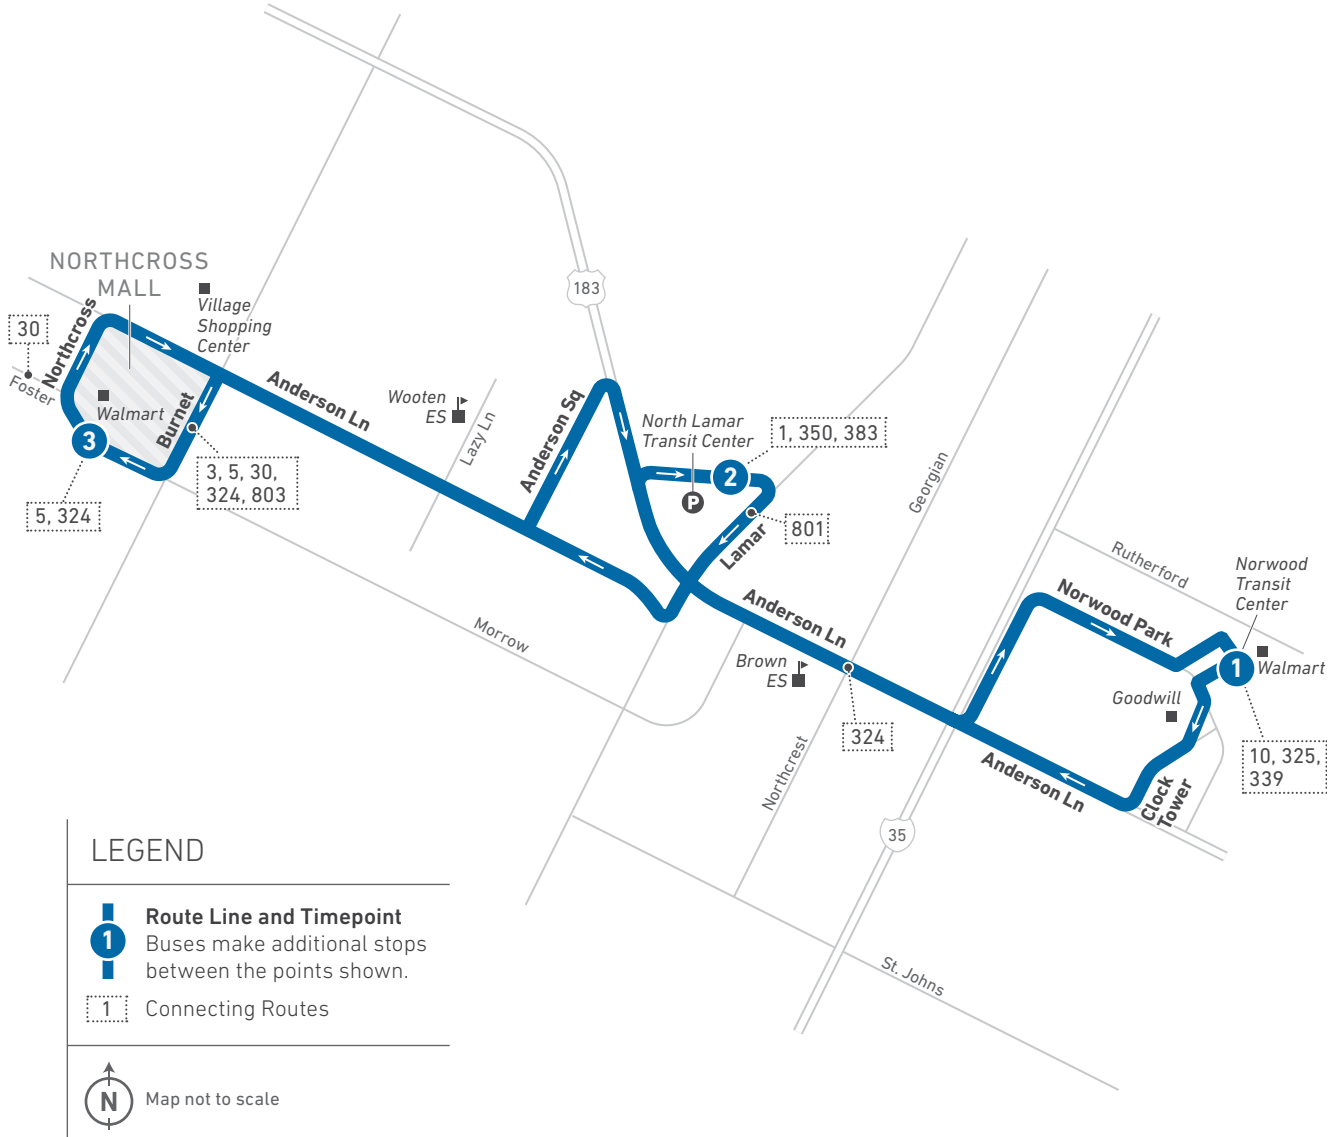 183
NORTHCROSS
MALL
Village
Shopping
Center
30
Northcross
Foster
Walmart
Burnet
3
5, 324
3, 5, 30,
324, 803
Anderson Ln
Wooten
ES
Lazy Ln
Anderson Sq
North Lamar
Transit Center
P
2
1, 350, 383
801
Lamar
Georgian
Morrow
Anderson Ln
Brown
ES
324
Northcrest
Rutherford
Norwood
Transit
Center
Norwood Park
1
Walmart
Goodwill
10, 325,
339
Anderson Ln
Clock
Tower
35
St. Johns
LEGEND
1
Route Line and Timepoint
Buses make additional stops
between the points shown.
1
Connecting Routes
N
Map not to scale